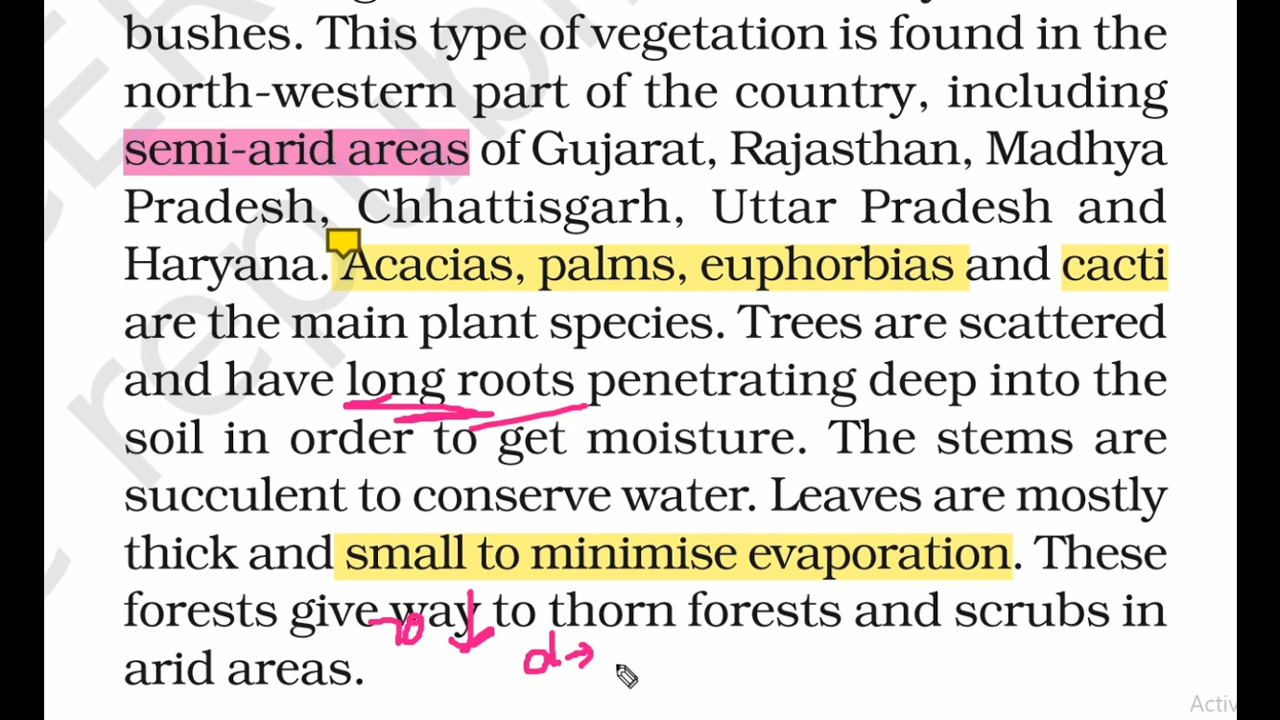 bushes. This type of vegetation is found in the
north-western part of the country, including
semi-arid areas of Gujarat, Rajasthan, Madhya
Pradesh, Chhattisgarh, Uttar Pradesh and
Haryana. Acacias, palms, euphorbias and cacti
are the main plant species. Trees are scattered
and have long roots penetrating deep into the
soil in order to get moisture. The stems are
succulent to conserve water. Leaves are mostly
thick and small to minimise evaporation. These
forests give way to thorn forests and scrubs in
arid areas.
Activ